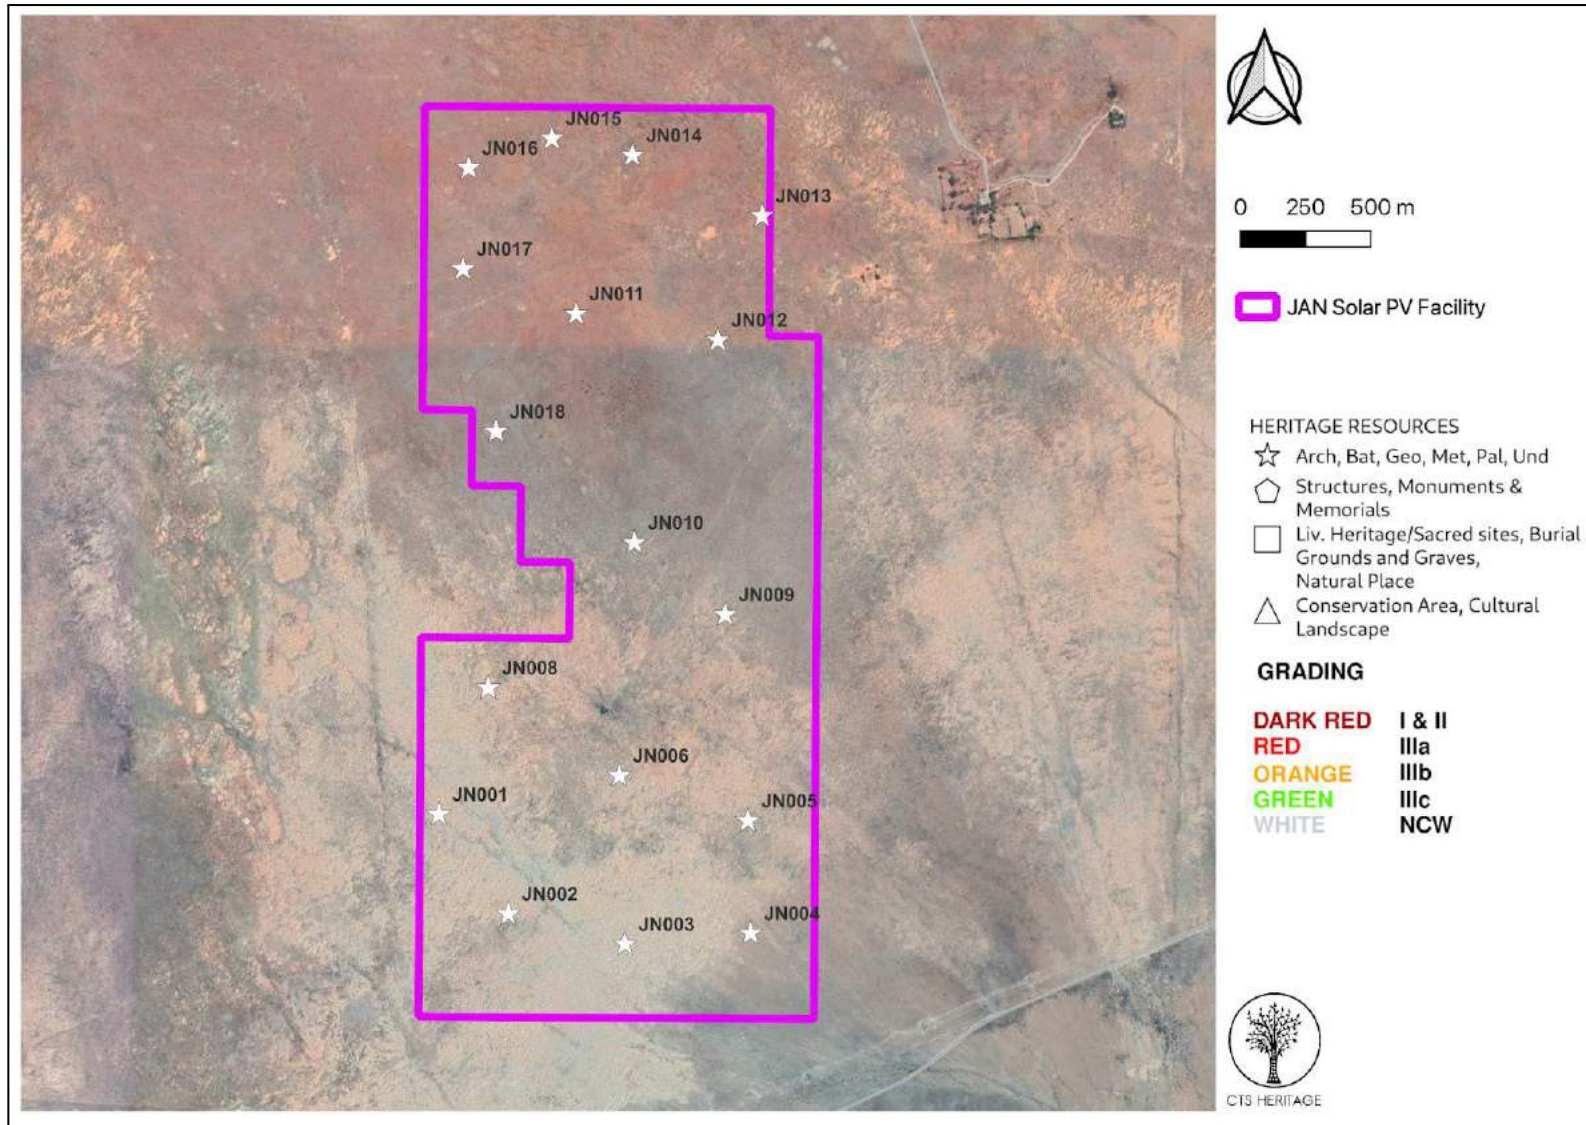 JN015
JN016
JN014
JN013
JN017
JN011
JN012
JN018
JN010
JN009
JN008
JN006
JN001
JN005
JN002
JN003
JN004
0 250 500 m
JAN Solar PV Facility
HERITAGE RESOURCES
Arch, Bat, Geo, Met, Pal, Und
Structures, Monuments &
Memorials
Liv. Heritage/Sacred sites, Burial
Grounds and Graves,
Natural Place
Conservation Area, Cultural
Landscape
GRADING
DARK RED I & II
RED IIIa
ORANGE IIIb
GREEN IIIc
WHITE NCW
CTS HERITAGE